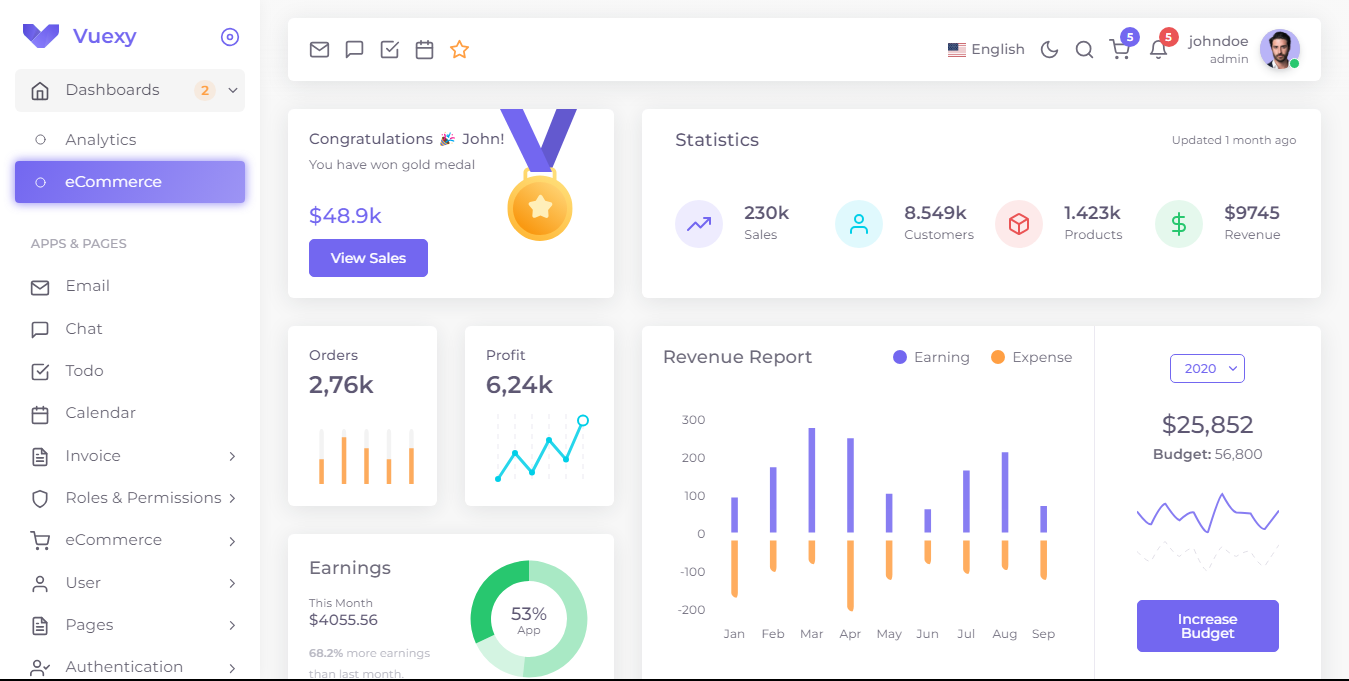 Vuexy
Dashboards 2
Analytics
eCommerce
APPS & PAGES
Email
Chat
Todo
Calendar
Invoice
Roles & Permissions
eCommerce
User
Pages
Authentication
English
5
5
johndoe
admin
Congratulations 🎉 John!
You have won gold medal
$48.9k
View Sales
Statistics
Updated 1 month ago
230k
Sales
8.549k
Customers
1.423k
Products
$9745
Revenue
Orders
2,76k
Profit
6,24k
Earnings
This Month
$4055.56
68.2% more earnings
than last month.
53%
App
Revenue Report
Earning
Expense
300
200
100
0
-100
-200
Jan Feb Mar Apr May Jun Jul Aug Sep
2020
$25,852
Budget: 56,800
Increase
Budget